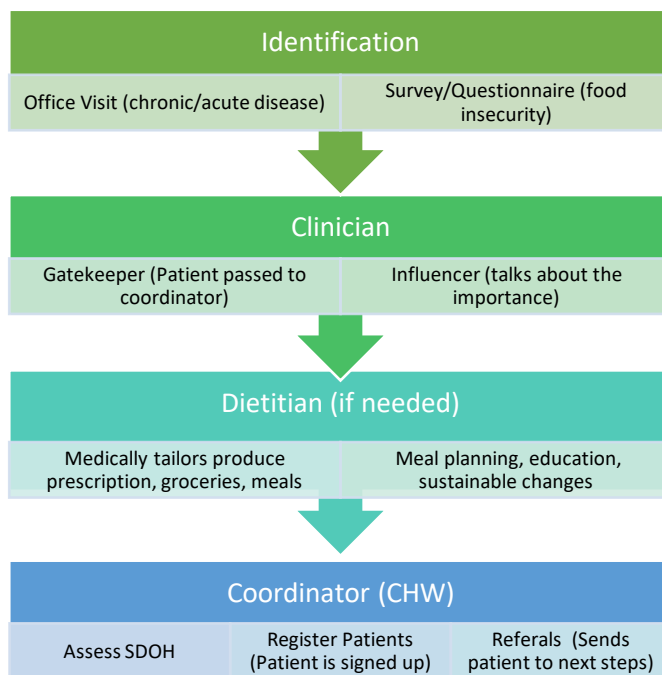 Identification
Office Visit (chronic/acute disease)
Survey/Questionnaire (food
insecurity)
Clinician
Gatekeeper (Patient passed to
coordinator)
Influencer (talks about the
importance)
Dietitian (if needed)
Medically tailors produce
prescription, groceries, meals
Meal planning, education,
sustainable changes
Coordinator (CHW)
Assess SDOH
Register Patients
(Patient is signed up)
Referals (Sends
patient to next steps)